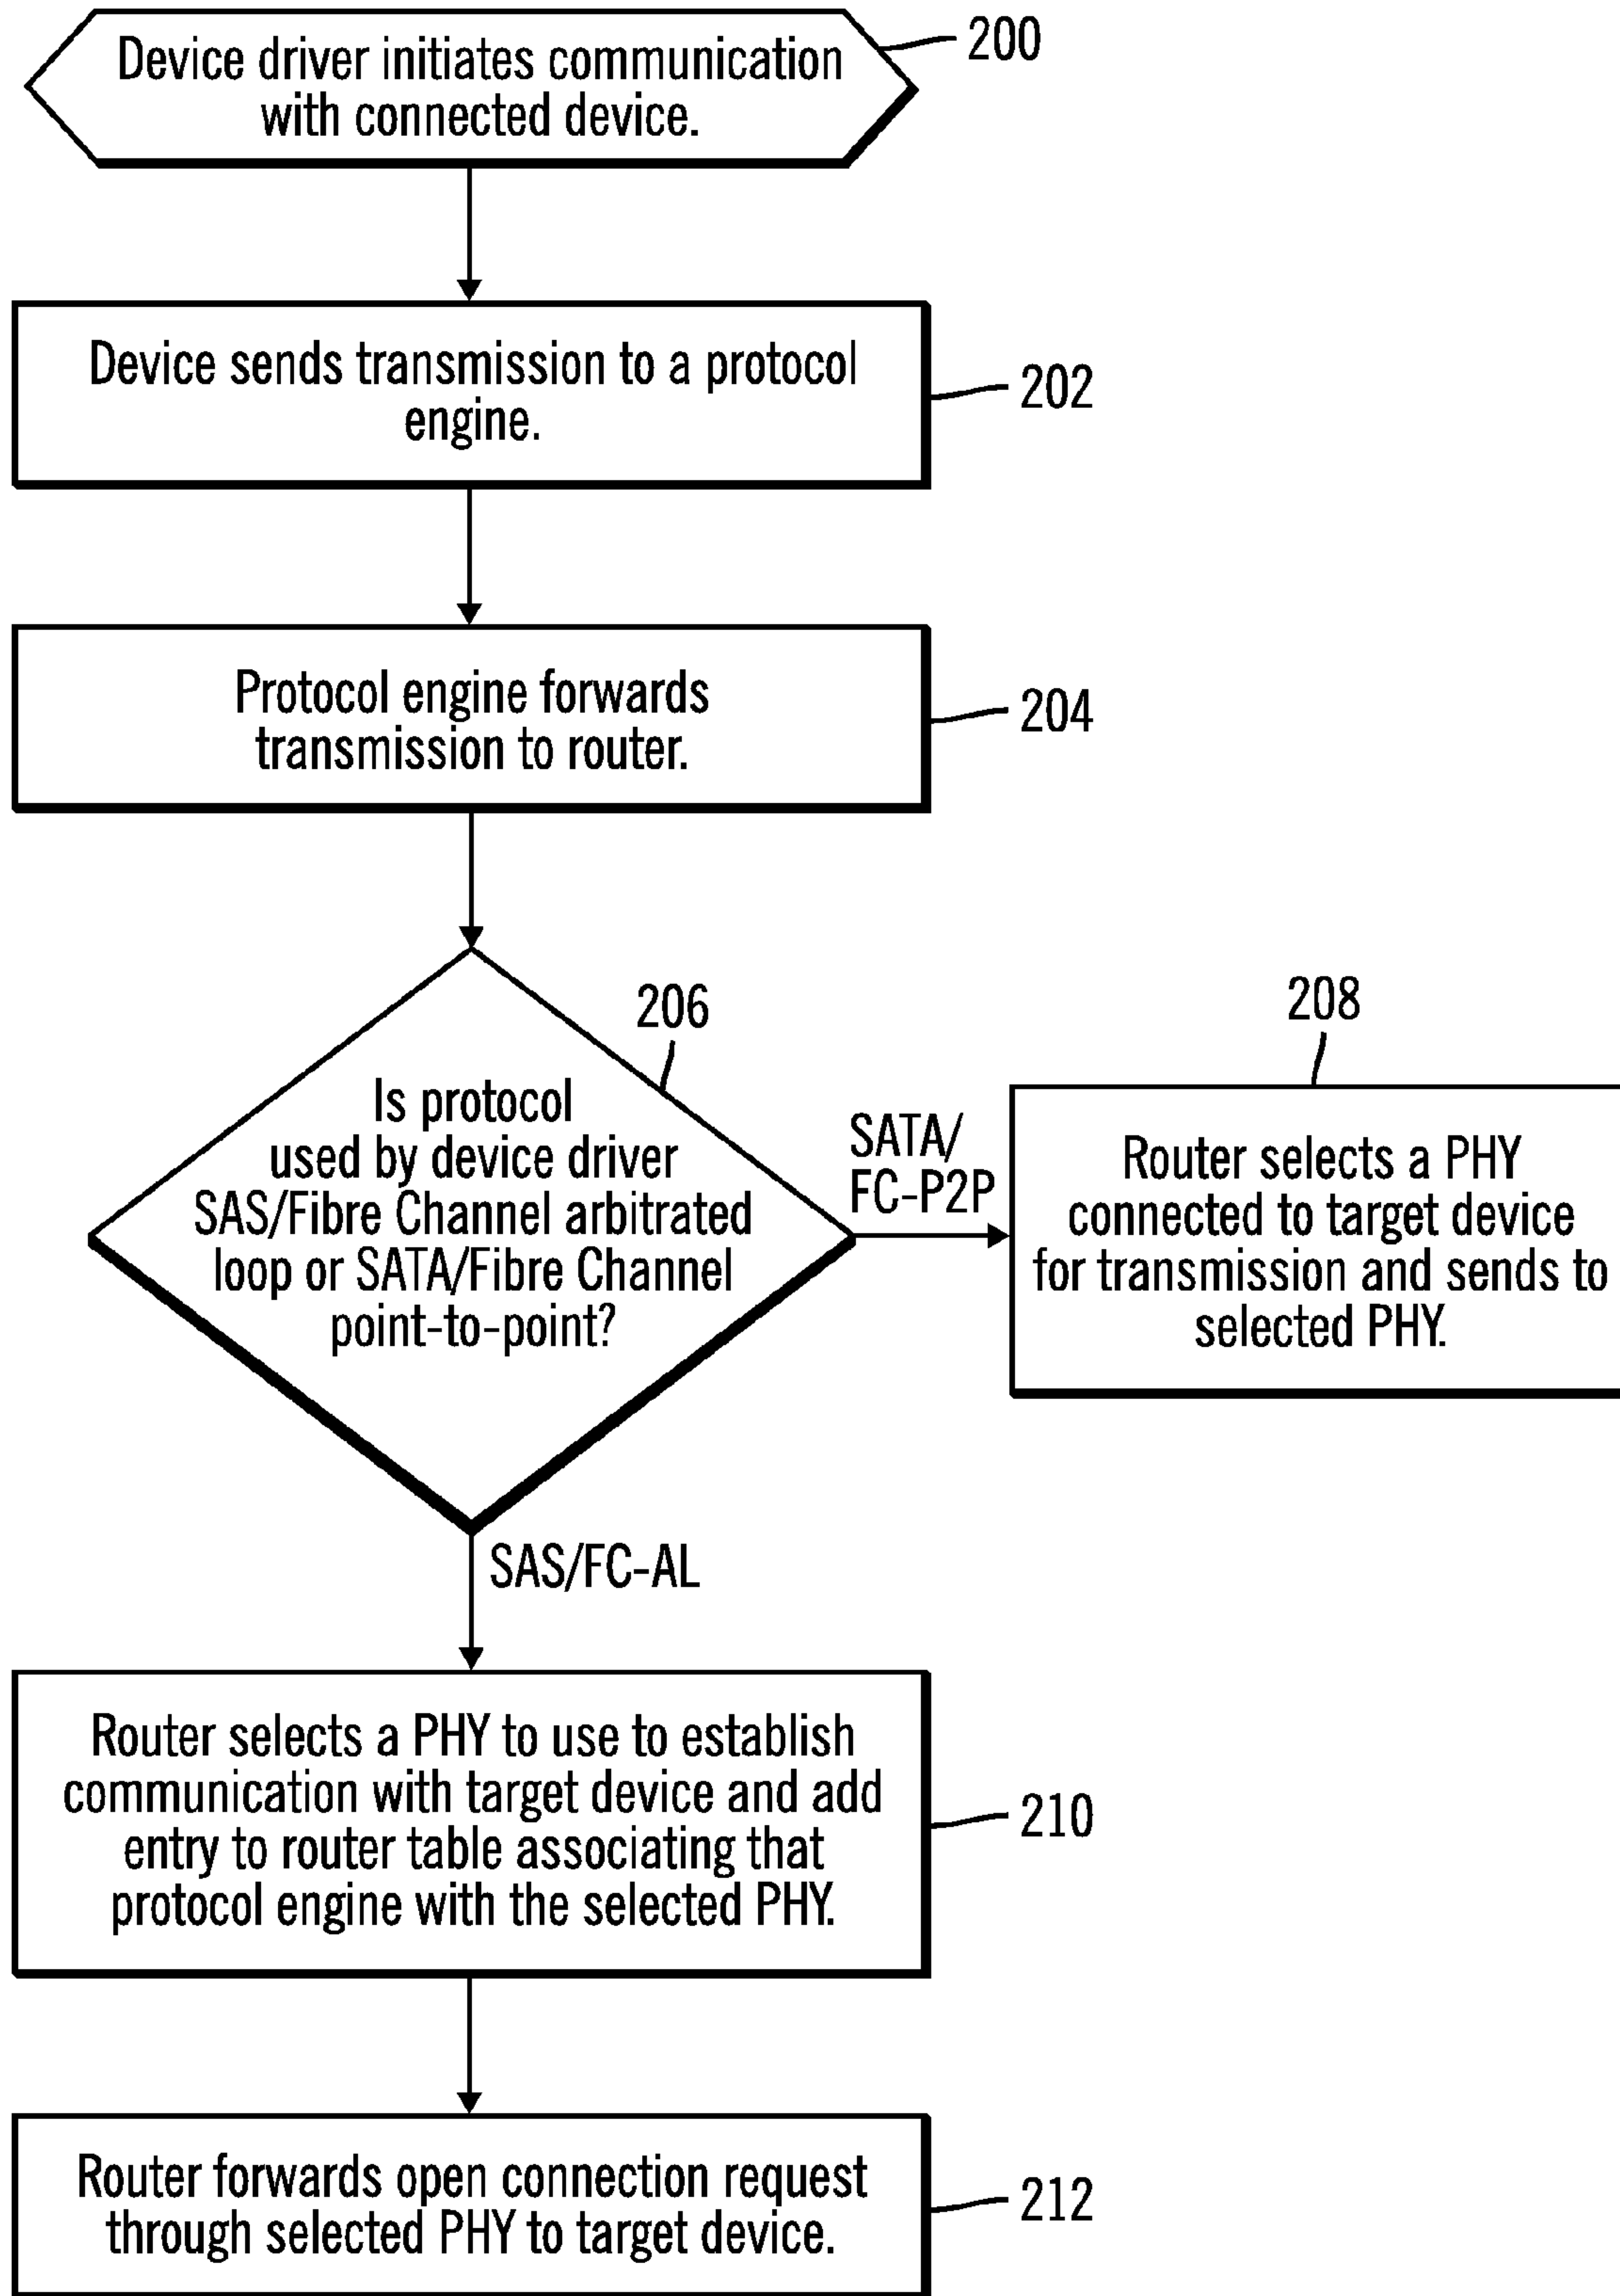 Device driver initiates communication
with connected device.
200
Device sends transmission to a protocol
engine.
202
Protocol engine forwards
transmission to router.
204
206
Is protocol
used by device driver
SAS/Fibre Channel arbitrated
loop or SATA/Fibre Channel
point-to-point?
SATA/
FC-P2P
208
Router selects a PHY
connected to target device
for transmission and sends to
selected PHY.
SAS/FC-AL
Router selects a PHY to use to establish
communication with target device and add
entry to router table associating that
protocol engine with the selected PHY.
210
Router forwards open connection request
through selected PHY to target device.
212